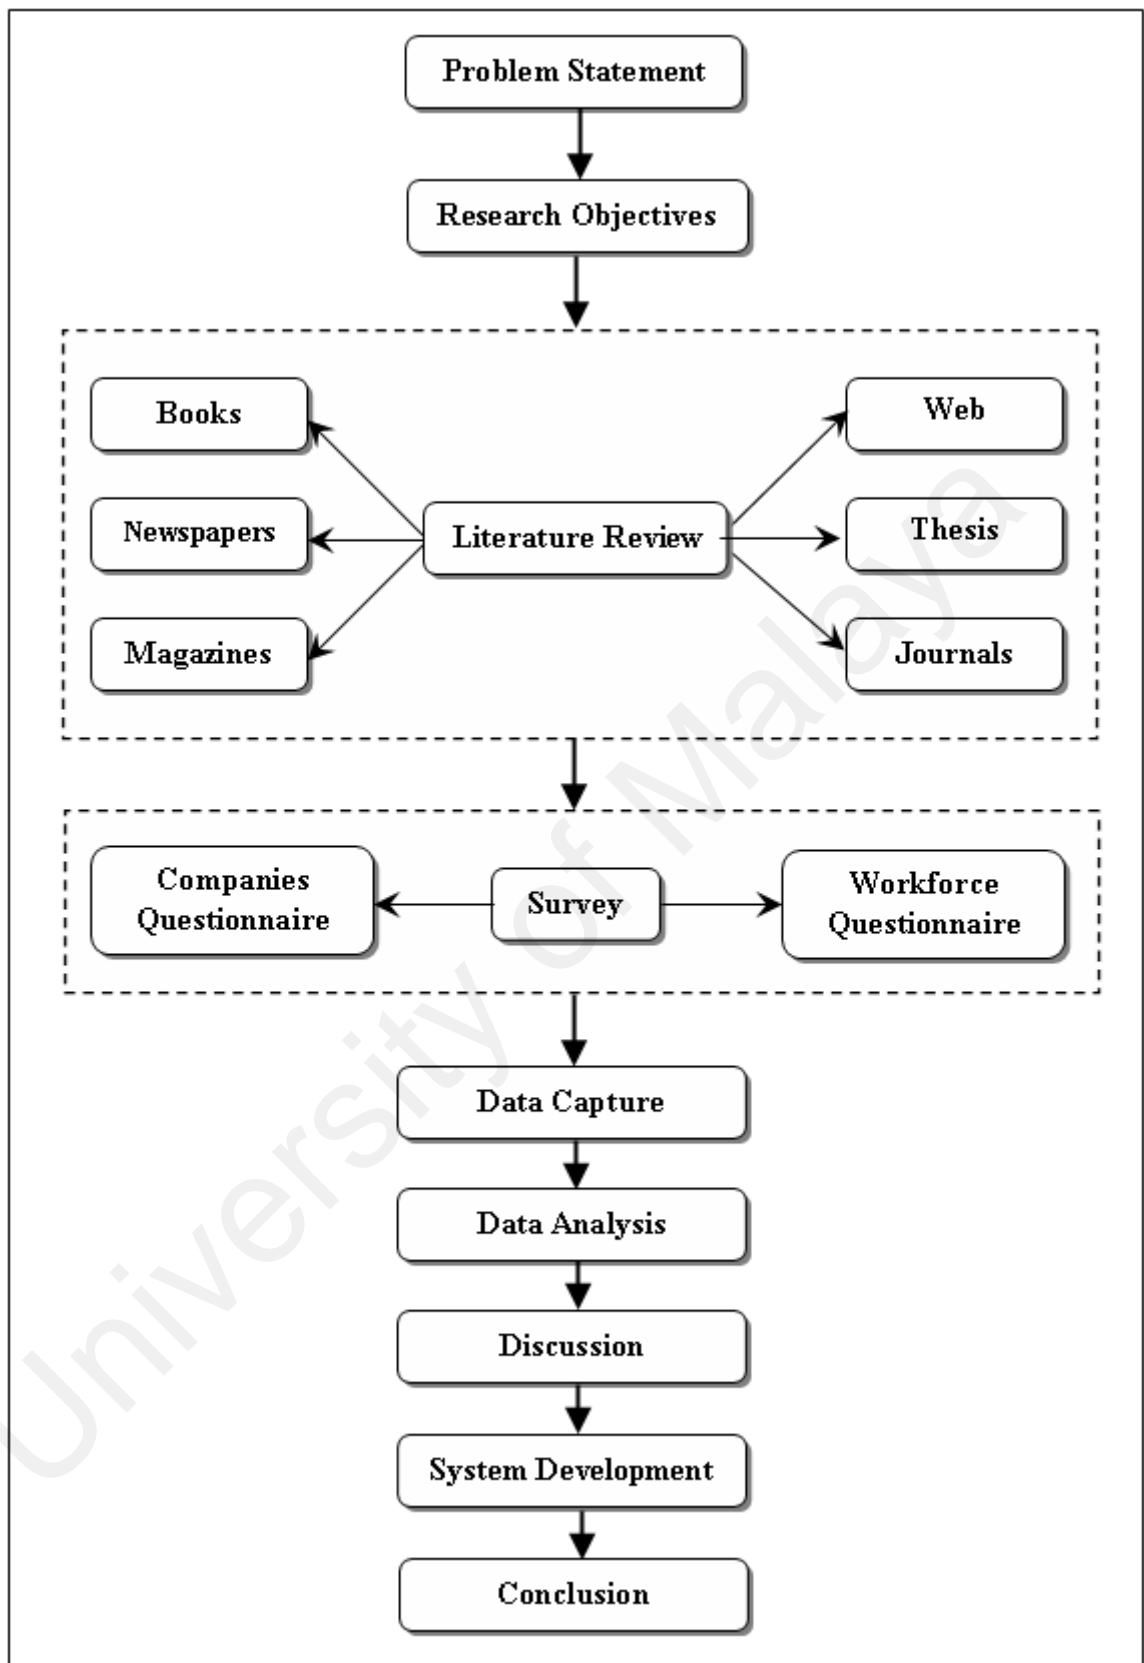 Problem Statement
Research Objectives
Books
Web
Newspapers
Literature Review
Thesis
Magazines
Journals
Companies
Questionnaire
Survey
Workforce
Questionnaire
Data Capture
Data Analysis
Discussion
System Development
Conclusion
University of Malaya